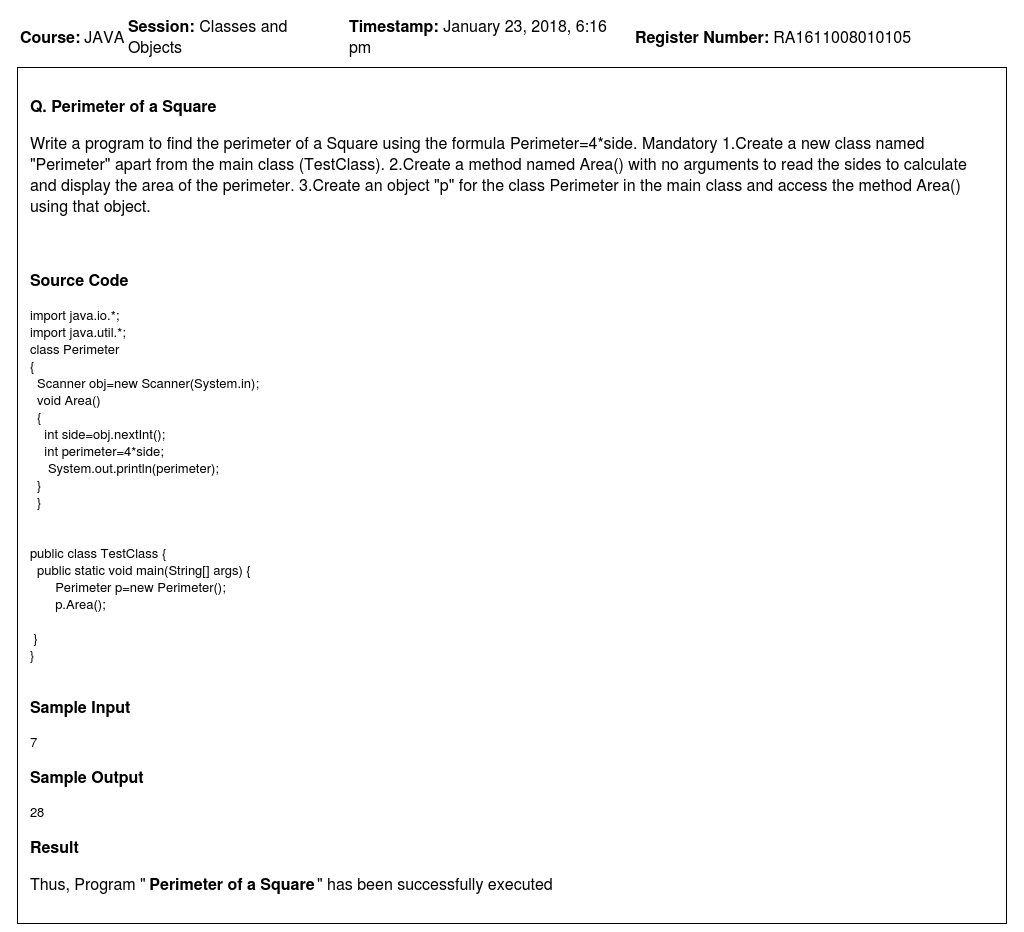 Course: JAVA Session: Classes and Objects Timestamp: January 23, 2018, 6:16 pm Register Number: RA1611008010105
Q. Perimeter of a Square
Write a program to find the perimeter of a Square using the formula Perimeter=4*side. Mandatory 1.Create a new class named
"Perimeter" apart from the main class (TestClass). 2.Create a method named Area() with no arguments to read the sides to calculate
and display the area of the perimeter. 3.Create an object "p" for the class Perimeter in the main class and access the method Area()
using that object.
Source Code
import java.io.*;
import java.util.*;
class Perimeter
{
Scanner obj=new Scanner(System.in);
void Area()
{
int side=obj.nextInt();
int perimeter=4*side;
System.out.println(perimeter);
}
}
public class TestClass {
public static void main(String[] args) {
Perimeter p=new Perimeter();
p.Area();
}
}
Sample Input
7
Sample Output
28
Result
Thus, Program " Perimeter of a Square" has been successfully executed